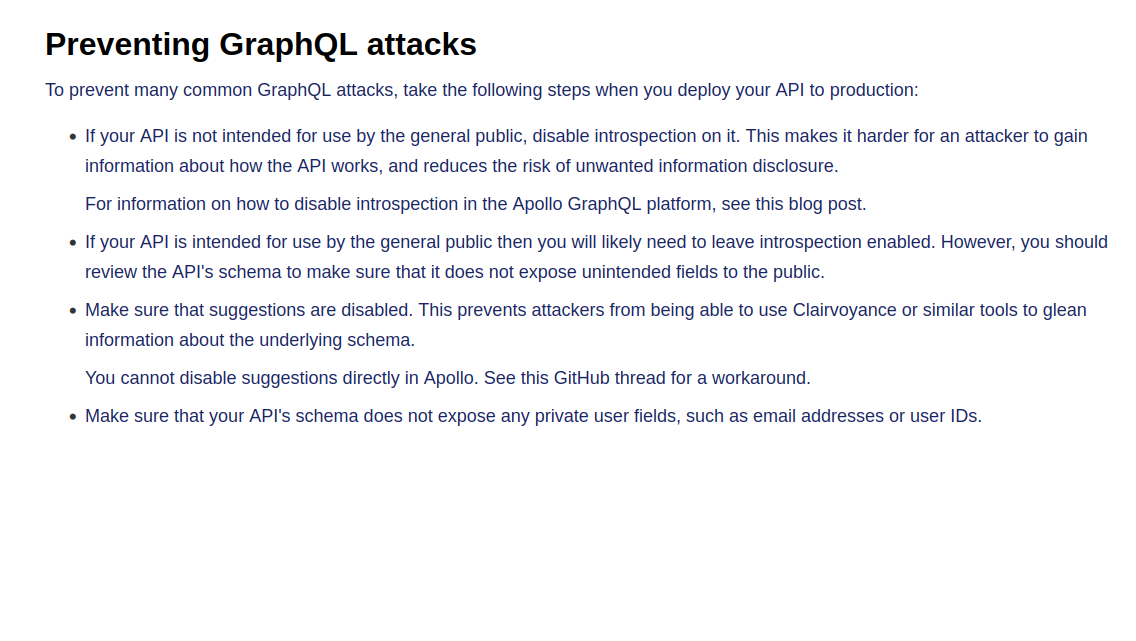 Preventing GraphQL attacks
To prevent many common GraphQL attacks, take the following steps when you deploy your API to production:
• If your API is not intended for use by the general public, disable introspection on it. This makes it harder for an attacker to gain
information about how the API works, and reduces the risk of unwanted information disclosure.
For information on how to disable introspection in the Apollo GraphQL platform, see this blog post.
• If your API is intended for use by the general public then you will likely need to leave introspection enabled. However, you should
review the API's schema to make sure that it does not expose unintended fields to the public.
• Make sure that suggestions are disabled. This prevents attackers from being able to use Clairvoyance or similar tools to glean
information about the underlying schema.
You cannot disable suggestions directly in Apollo. See this GitHub thread for a workaround.
• Make sure that your API's schema does not expose any private user fields, such as email addresses or user IDs.